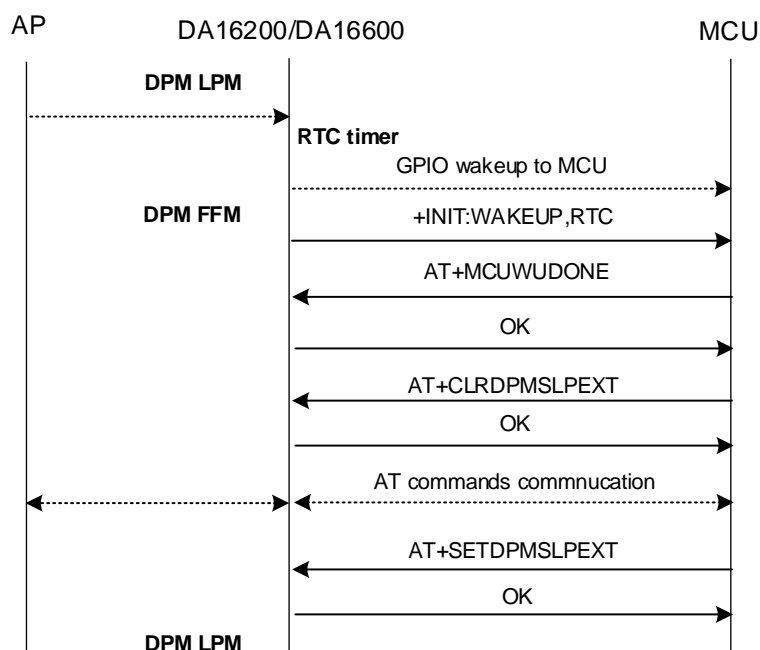 AP
DA16200/DA16600
MCU
DPM LPM
RTC timer
GPIO wakeup to MCU
DPM FFM
+INIT:WAKEUP,RTC
AT+MCUWUDONE
OK
AT+CLRDPMSLPEXT
OK
AT commands commnucation
AT+SETDPMSLPEXT
OK
DPM LPM